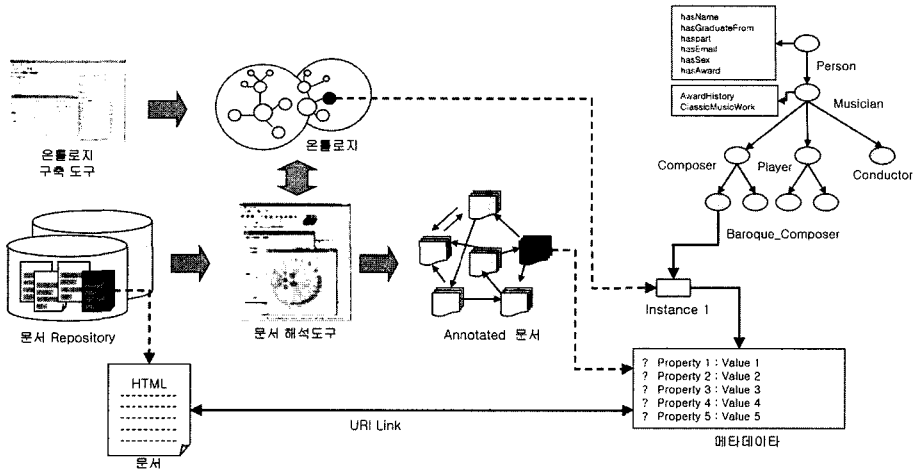 hasName
hasGraduateFrom
haspart
hasEmail
hasSex
hasAward
Person
AwardHistory
ClassicMusicWork
Musician
Composer
Player
Conductor
Baroque_Composer
온톨로지
구축 도구
온톨로지
문서 Repository
문서 해석도구
Annotated 문서
Instance 1
HTML
문서
URI Link
? Property 1 : Value 1
? Property 2 : Value 2
? Property 3 : Value 3
? Property 4 : Value 4
? Property 5 : Value 5
메타데이타